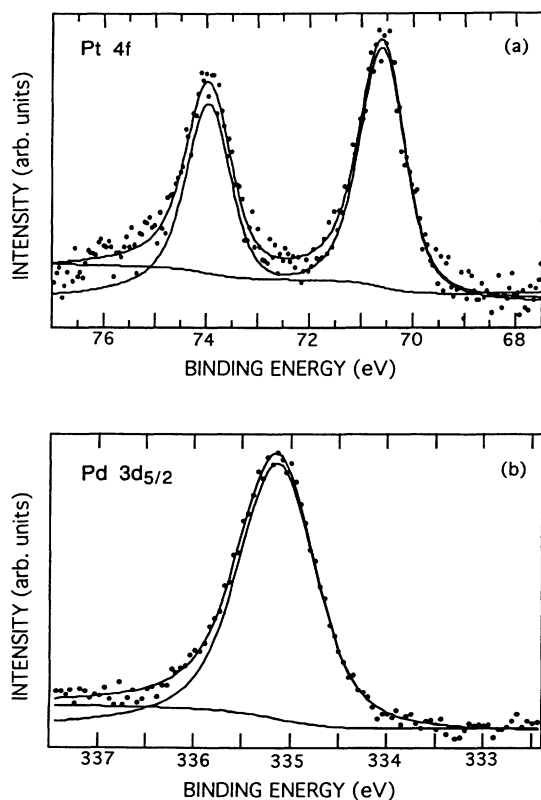 Pt 4f
(a)
INTENSITY (arb. units)
76 74 72 70 68
BINDING ENERGY (eV)
Pd 3d5/2
(b)
INTENSITY (arb. units)
337 336 335 334 333
BINDING ENERGY (eV)